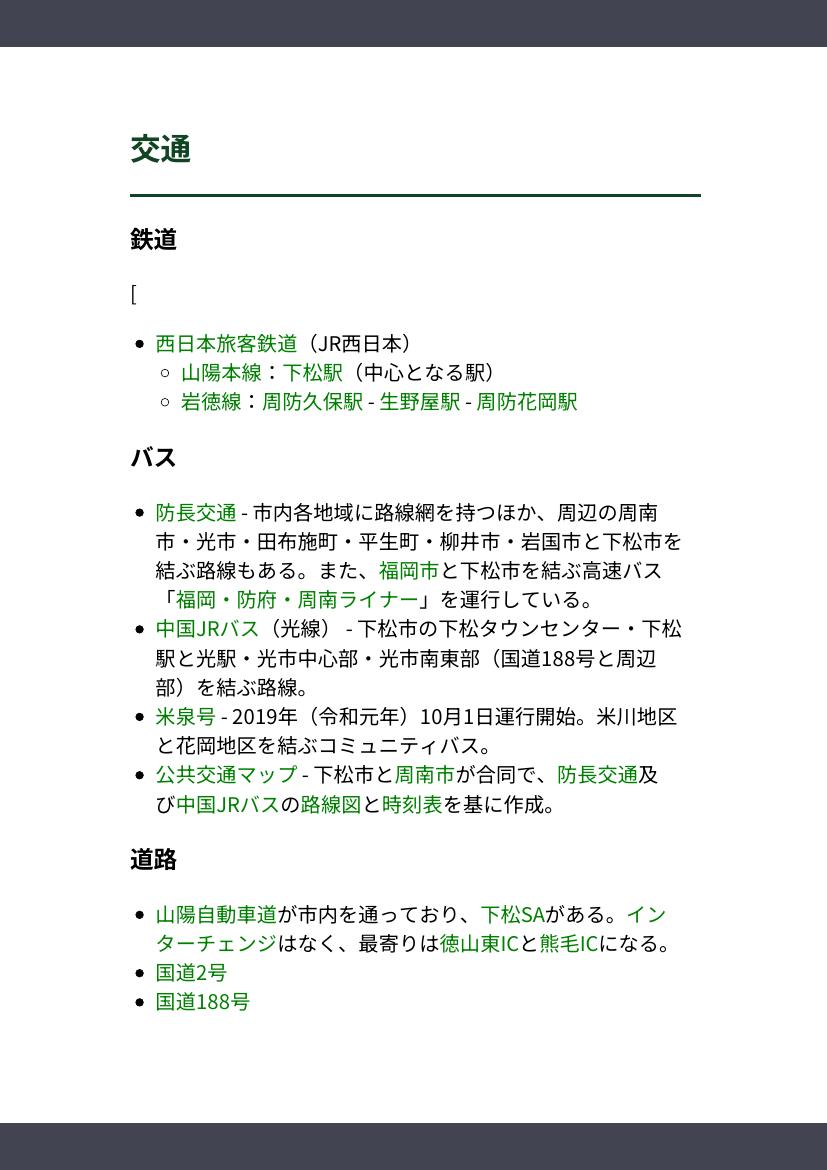 交通
鉄道
[
西日本旅客鉄道（JR西日本）
山陽本線：下松駅（中心となる駅）
岩徳線：周防久保駅 - 生野屋駅 - 周防花岡駅
バス
防長交通 - 市内各地域に路線網を持つほか、周辺の周南
市・光市・田布施町・平生町・柳井市・岩国市と下松市を
結ぶ路線もある。また、福岡市と下松市を結ぶ高速バス
「福岡・防府・周南ライナー」を運行している。
中国JRバス（光線） - 下松市の下松タウンセンター・下松
駅と光駅・光市中心部・光市南東部（国道188号と周辺
部）を結ぶ路線。
米泉号 - 2019年（令和元年）10月1日運行開始。米川地区
と花岡地区を結ぶコミュニティバス。
公共交通マップ - 下松市と周南市が合同で、防長交通及
び中国JRバスの路線図と時刻表を基に作成。
道路
山陽自動車道が市内を通っており、下松SAがある。イン
ターチェンジはなく、最寄りは徳山東ICと熊毛ICになる。
国道2号
国道188号